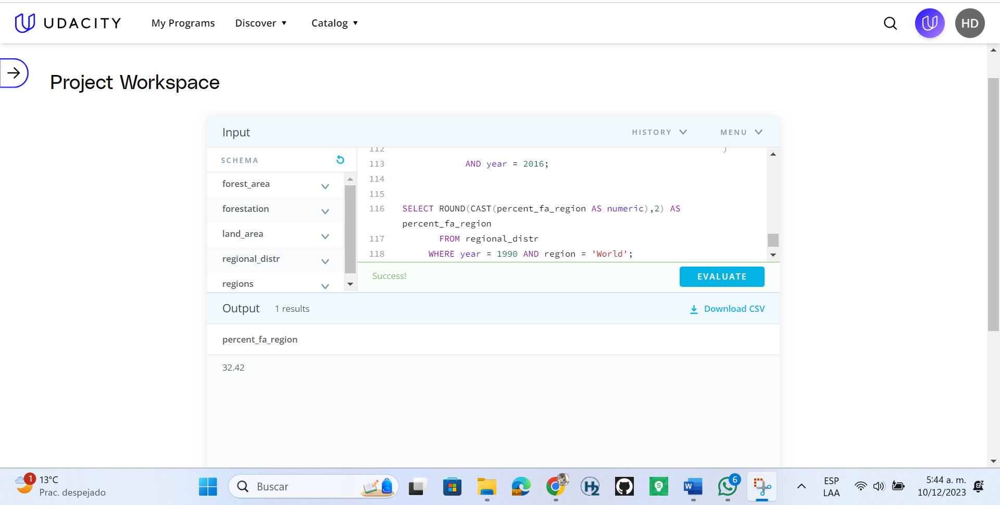 UDACITY My Programs Discover ▼ Catalog ▼ HD
Project Workspace
Input HISTORY MENU
SCHEMA
forest_area
forestation
land_area
regional_distr
regions
112 )
113 AND year = 2016;
114
115
116 SELECT ROUND(CAST(percent_fa_region AS numeric),2) AS
percent_fa_region
117 FROM regional_distr
118 WHERE year = 1990 AND region = 'World';
Success! EVALUATE
Output 1 results Download CSV
percent_fa_region
32.42
1 13°C
Prac. despejado
Buscar
H2
S
W
6
ESP
LAA
5:44 a. m.
10/12/2023